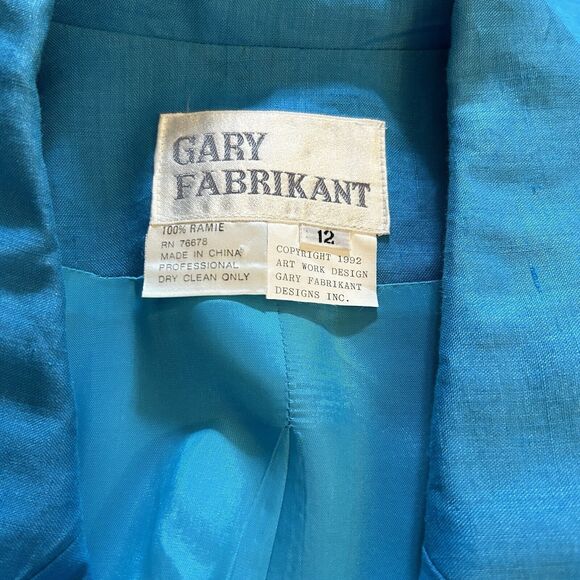 GARY
FABRIKANT
12
100% RAMIE
RN 76678
MADE IN CHINA
PROFESSIONAL
DRY CLEAN ONLY
COPYRIGHT 1992
ART WORK DESIGN
GARY FABRIKANT
DESIGNS INC.